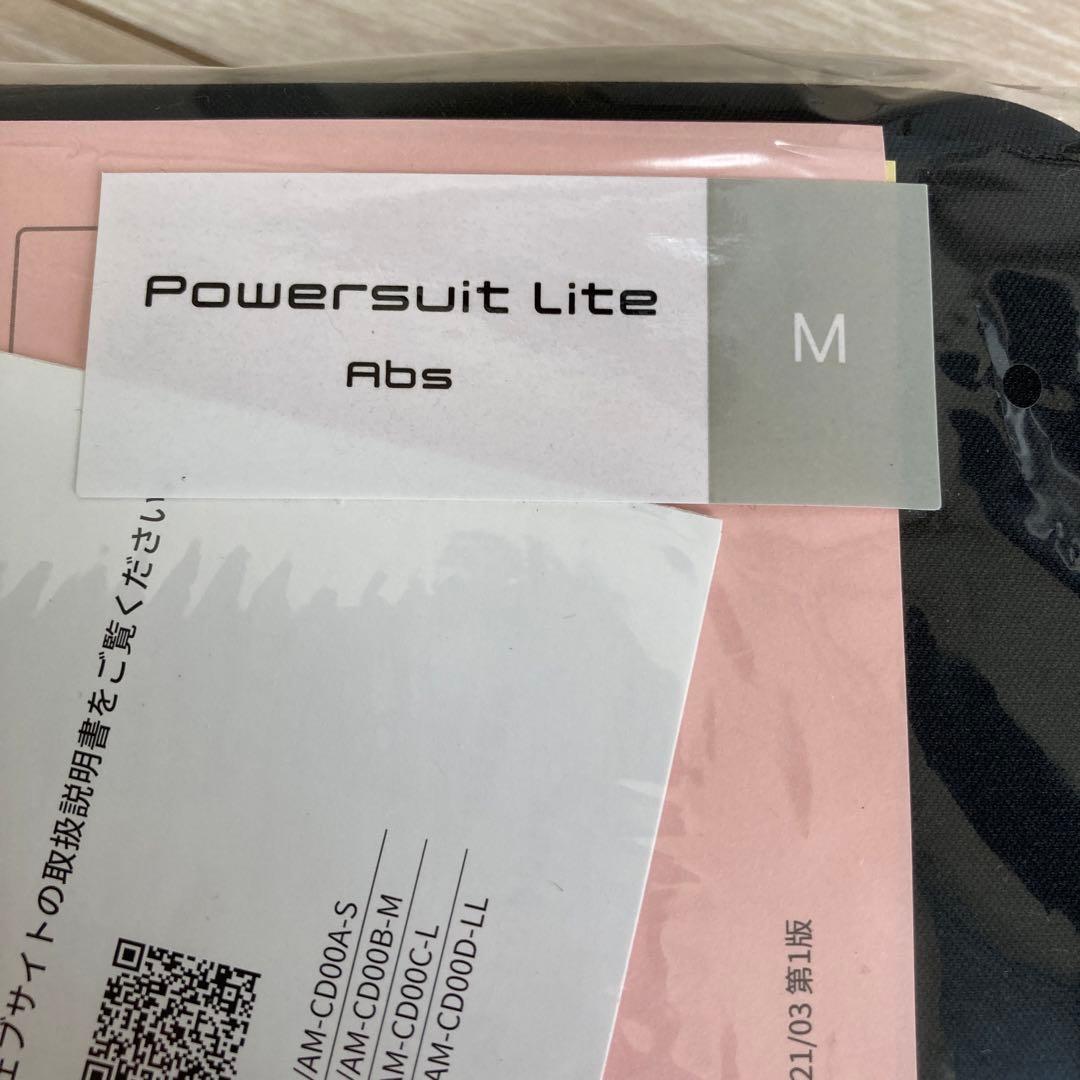 Powersuit Lite
Abs
M
ェブサイトの取扱説明書をご覧ください
/AM-CD00A-S
/AM-CD00B-M
AM-CD00C-L
AM-CD00D-LL
21/03 第1版